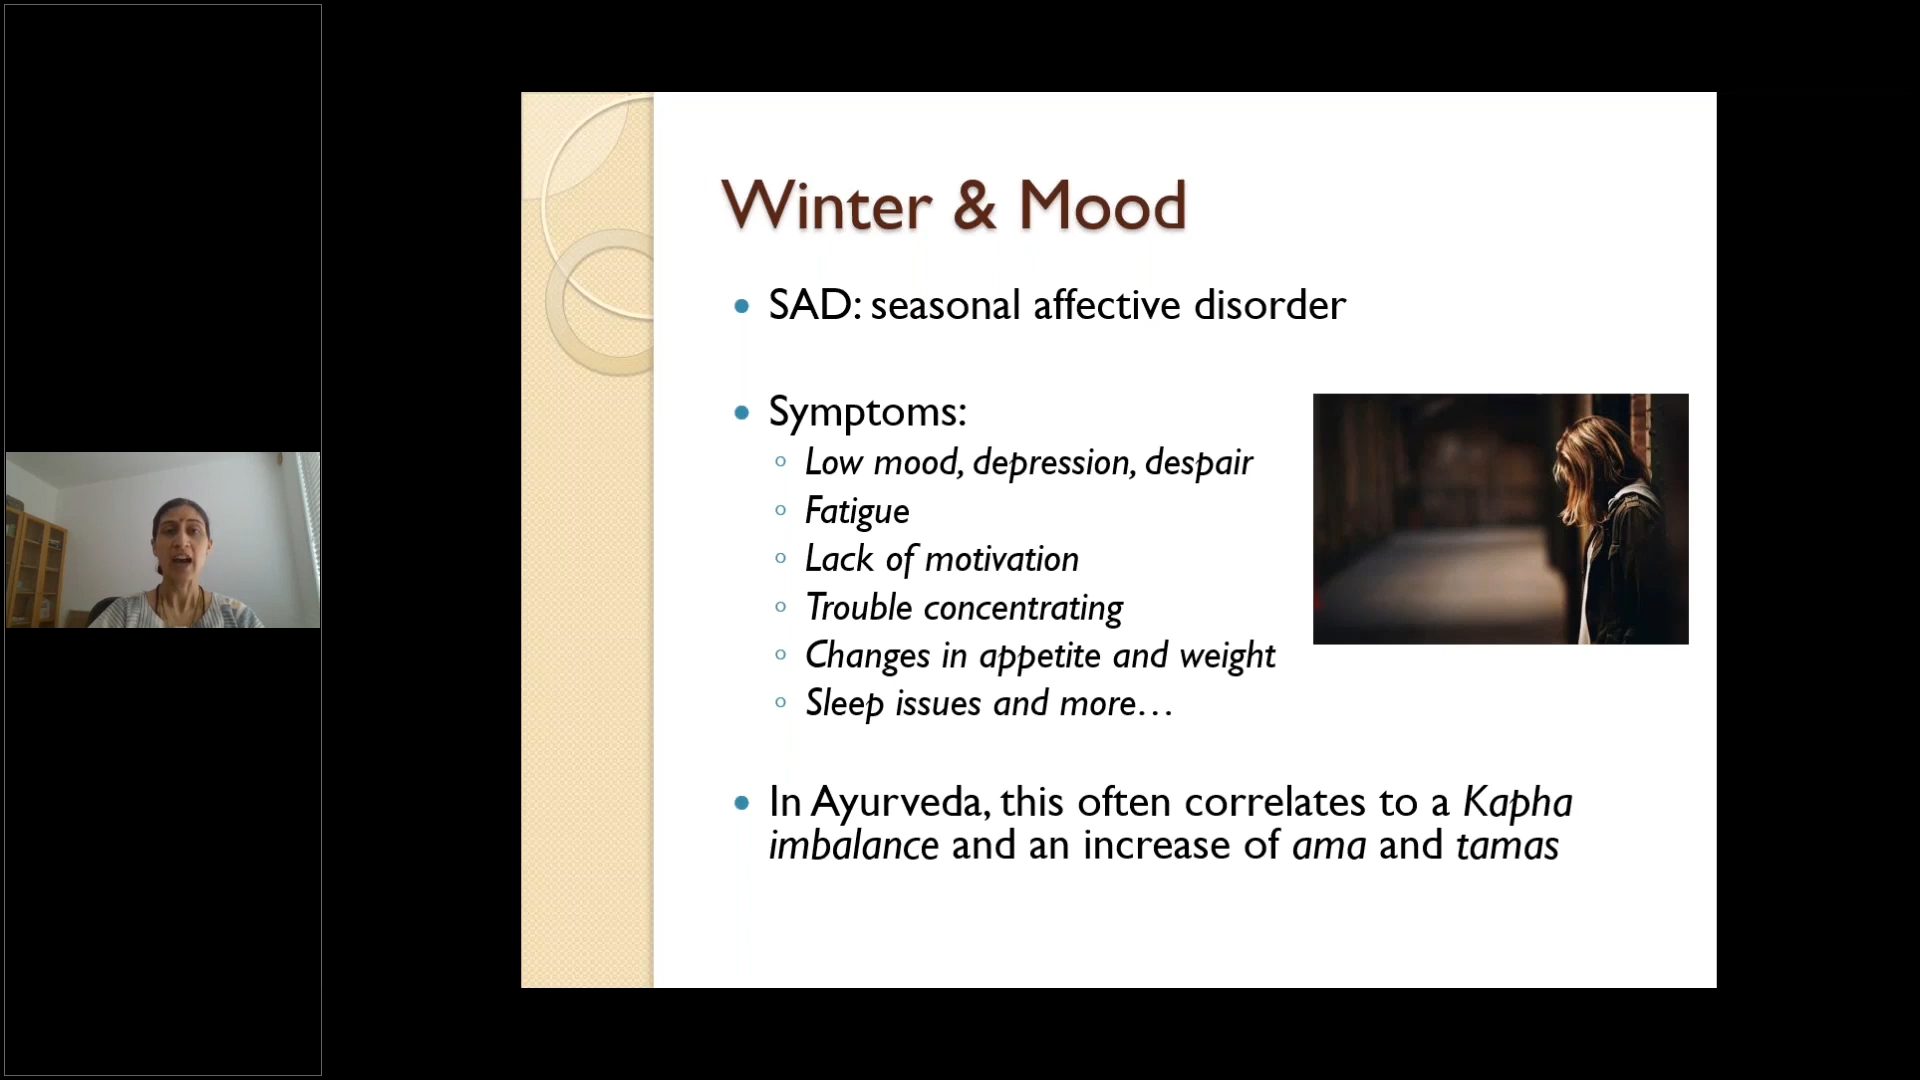 Winter & Mood
SAD: seasonal affective disorder
Symptoms:
Low mood, depression, despair
Fatigue
Lack of motivation
Trouble concentrating
Changes in appetite and weight
Sleep issues and more…
In Ayurveda, this often correlates to a Kapha
imbalance and an increase of ama and tamas